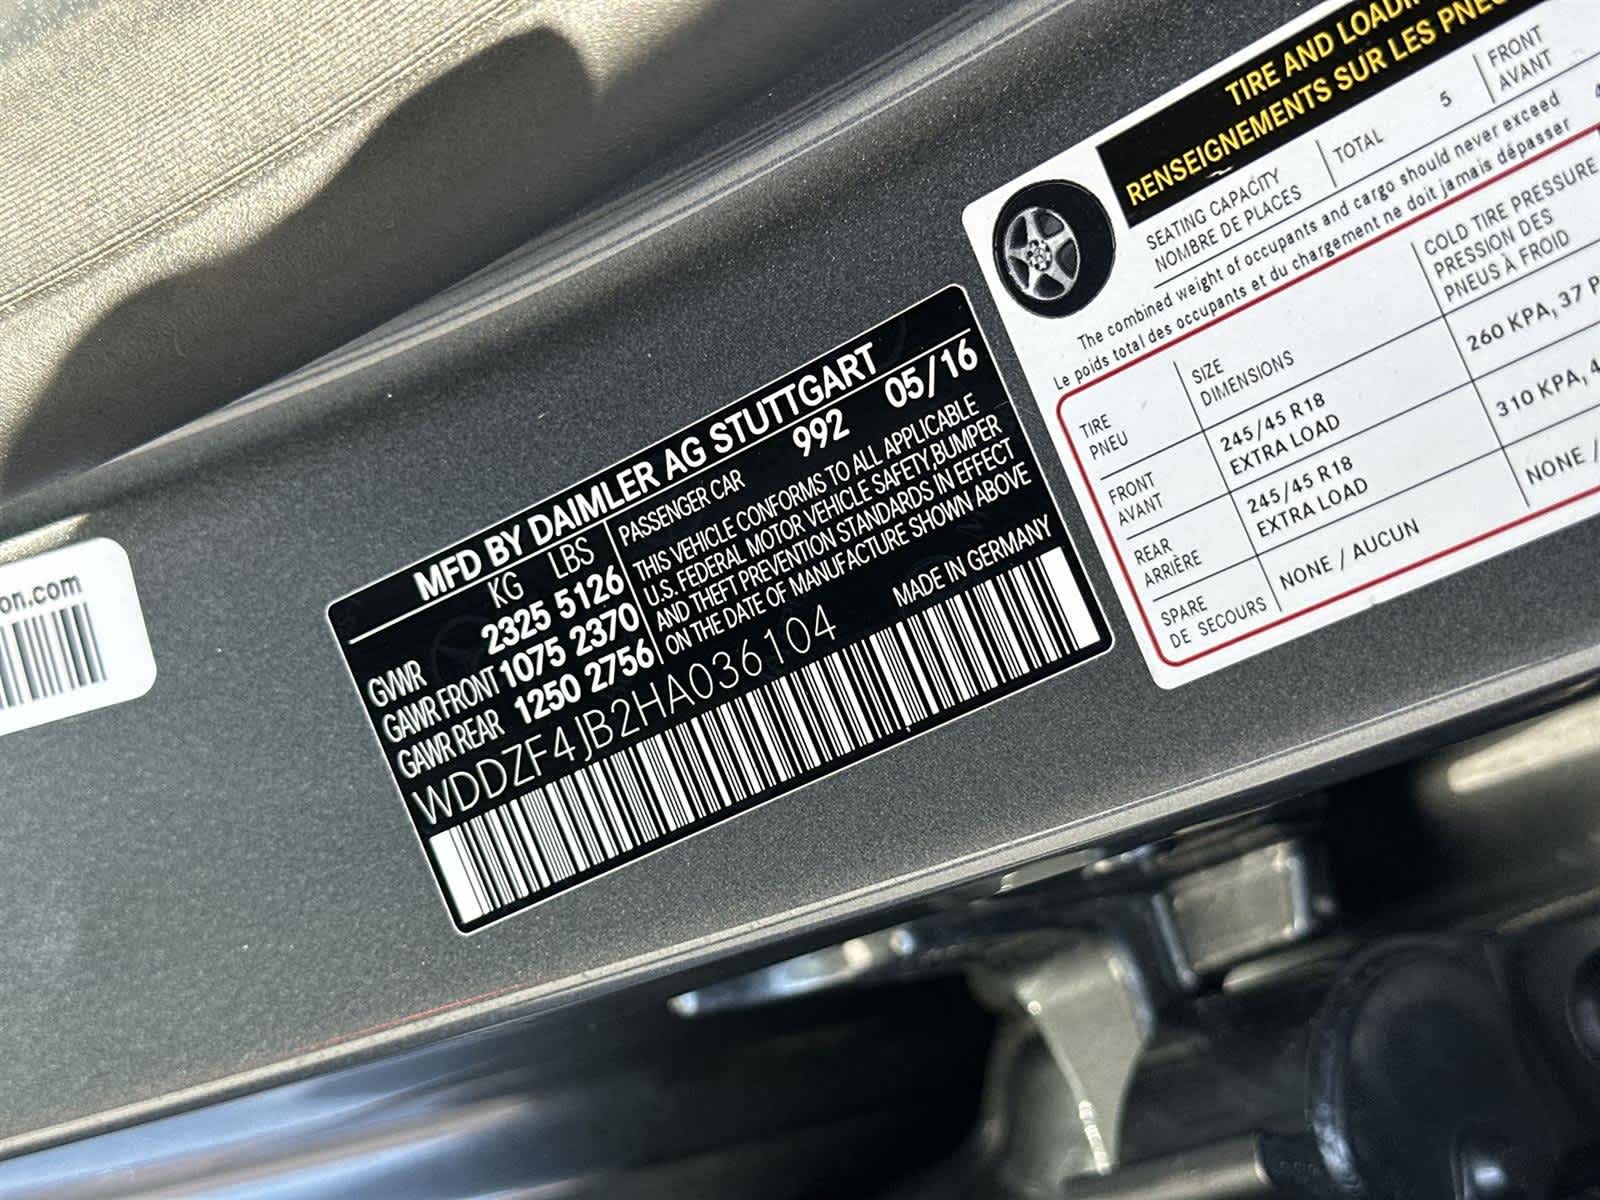 on.com
MFD BY DAIMLER AG STUTTGART
KG LBS
GVWR 2325 5126
GAWR FRONT 1075 2370
GAWR REAR 1250 2756
PASSENGER CAR 992 05/16
THIS VEHICLE CONFORMS TO ALL APPLICABLE
U.S. FEDERAL MOTOR VEHICLE SAFETY,BUMPER
AND THEFT PREVENTION STANDARDS IN EFFECT
ON THE DATE OF MANUFACTURE SHOWN ABOVE
MADE IN GERMANY
WDDZF4JB2HA036104
TIRE AND
RENSEIGNEMENTS SUR LES
SEATING CAPACITY
NOMBRE DE PLACES
TOTAL 5
FRONT
AVANT
The combined weight of occupants and cargo should never exceed
Le poids total des occupants et du chargement ne doit jamais dépasser
TIRE
PNEU
SIZE
DIMENSIONS
COLD TIRE PRESSURE
PRESSION DES
PNEUS À FROID
FRONT
AVANT
245/45 R18
EXTRA LOAD
260 KPA, 37 P
REAR
ARRIÈRE
245/45 R18
EXTRA LOAD
310 KPA, 4
SPARE
DE SECOURS
NONE / AUCUN
NONE /